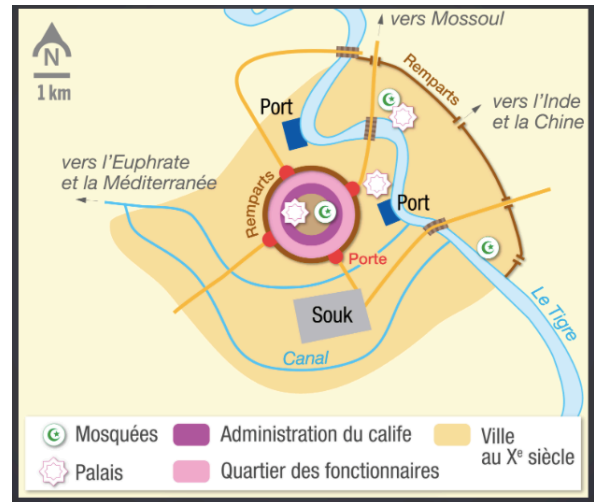 vers Mossoul
N
1 km
Remparts
Port
vers l'Inde
et la Chine
vers l'Euphrate
et la Méditerranée
Remparts
Port
Porte
Souk
Le Tigre
Canal
Mosquées
Administration du calife
Ville
au Xe siècle
Palais
Quartier des fonctionnaires